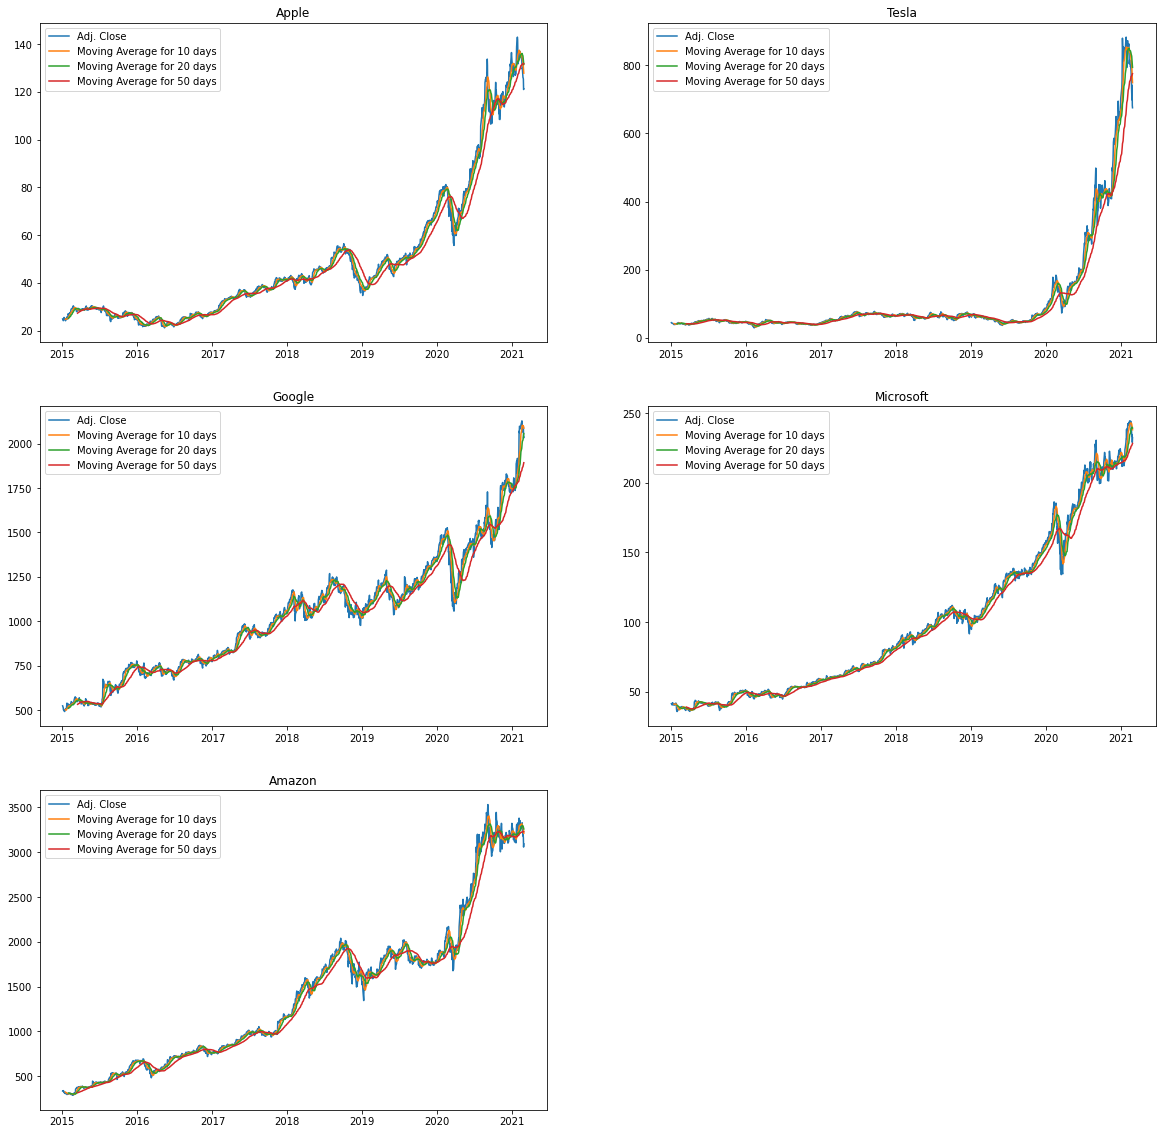 Apple
Adj. Close
Moving Average for 10 days
Moving Average for 20 days
Moving Average for 50 days
140
120
100
80
60
40
20
2015 2016 2017 2018 2019 2020 2021
Tesla
Adj. Close
Moving Average for 10 days
Moving Average for 20 days
Moving Average for 50 days
800
600
400
200
0
2015 2016 2017 2018 2019 2020 2021
Google
Adj. Close
Moving Average for 10 days
Moving Average for 20 days
Moving Average for 50 days
2000
1750
1500
1250
1000
750
500
2015 2016 2017 2018 2019 2020 2021
Microsoft
Adj. Close
Moving Average for 10 days
Moving Average for 20 days
Moving Average for 50 days
250
200
150
100
50
2015 2016 2017 2018 2019 2020 2021
Amazon
Adj. Close
Moving Average for 10 days
Moving Average for 20 days
Moving Average for 50 days
3500
3000
2500
2000
1500
1000
500
2015 2016 2017 2018 2019 2020 2021